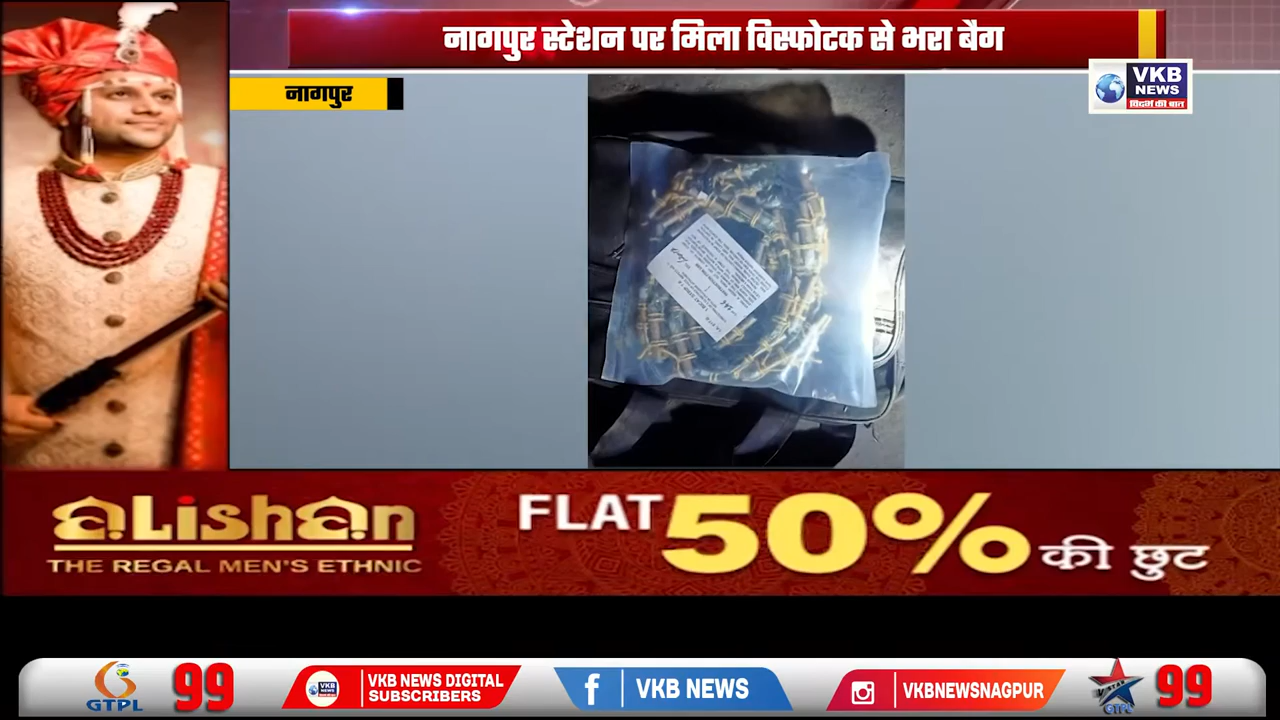 नागपुर स्टेशन पर मिला विस्फोटक से भरा बैग
नागपुर
VKB
NEWS
विदर्भ की बात
aLishan
THE REGAL MEN'S ETHNIC
FLAT 50% की छुट
GTPL
99
VKB NEWS DIGITAL
SUBSCRIBERS
VKB NEWS
VKBNEWSNAGPUR
V STAR
GTPL
99